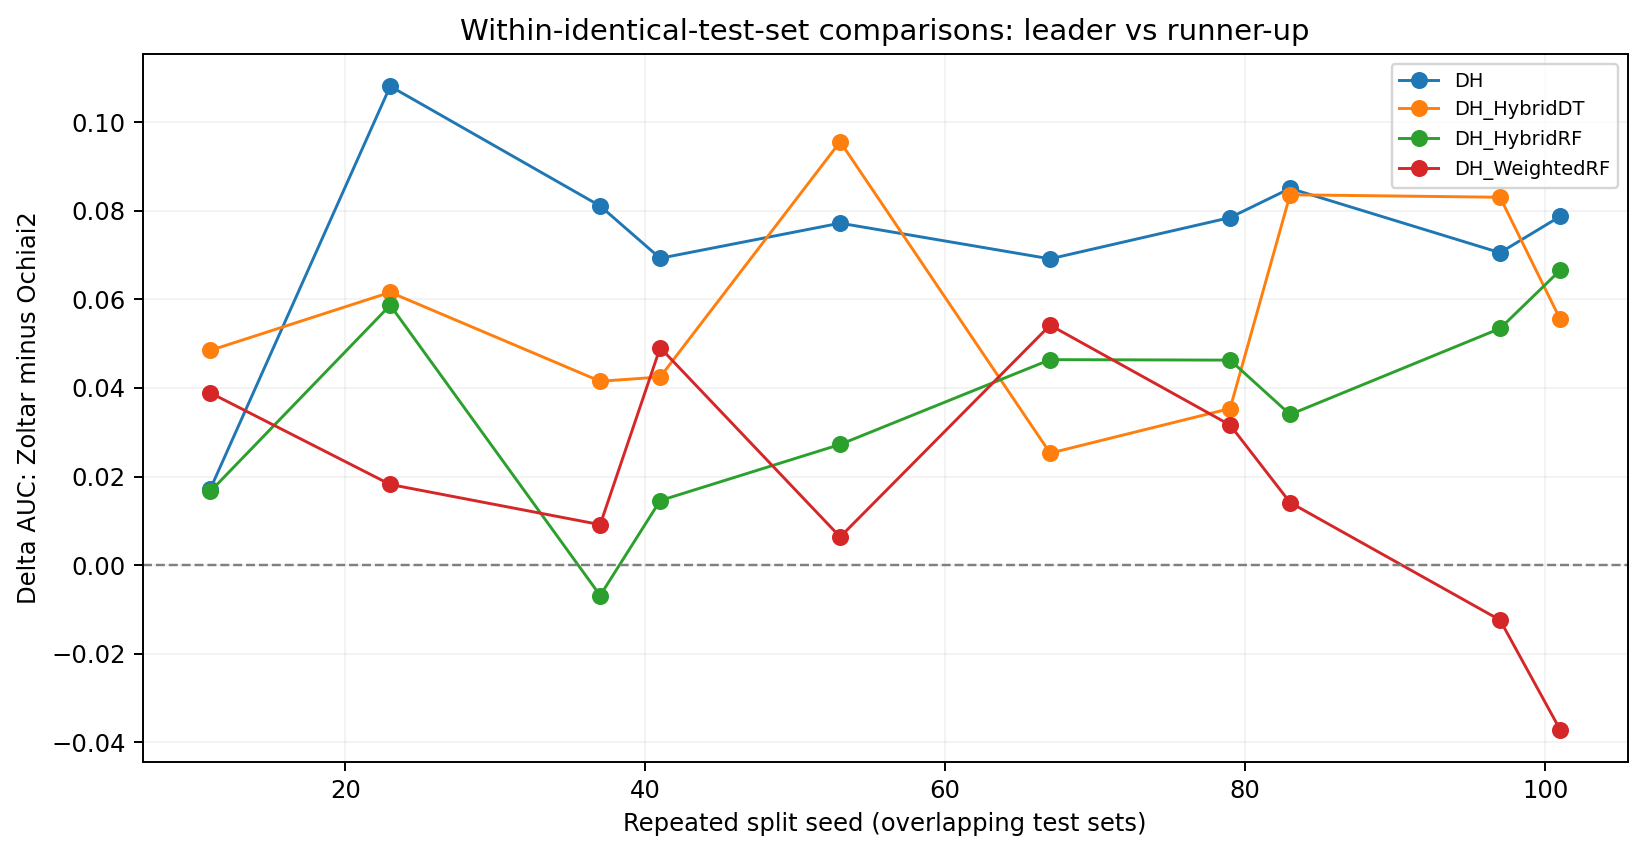 Within-identical-test-set comparisons: leader vs runner-up
DH
DH_HybridDT
DH_HybridRF
DH_WeightedRF
Delta AUC: Zoltar minus Ochiai2
0.10
0.08
0.06
0.04
0.02
0.00
−0.02
−0.04
20
40
60
80
100
Repeated split seed (overlapping test sets)